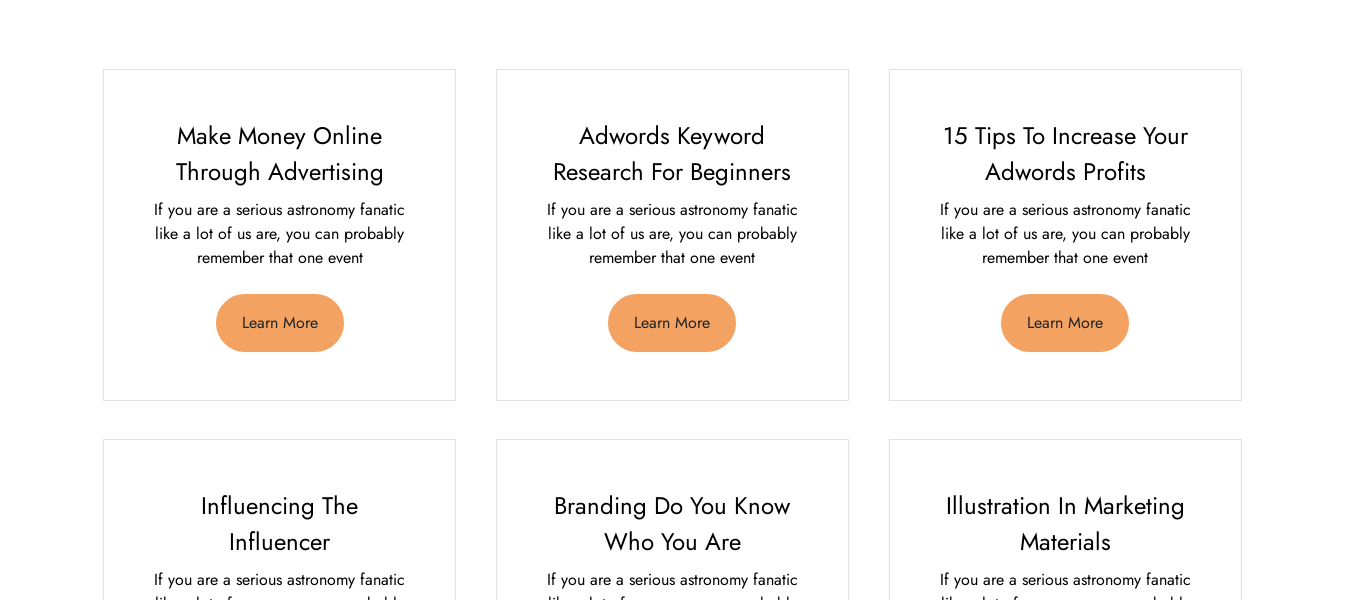 Make Money Online
Through Advertising
If you are a serious astronomy fanatic
like a lot of us are, you can probably
remember that one event
Learn More
Adwords Keyword
Research For Beginners
If you are a serious astronomy fanatic
like a lot of us are, you can probably
remember that one event
Learn More
15 Tips To Increase Your
Adwords Profits
If you are a serious astronomy fanatic
like a lot of us are, you can probably
remember that one event
Learn More
Influencing The
Influencer
If you are a serious astronomy fanatic
Branding Do You Know
Who You Are
If you are a serious astronomy fanatic
Illustration In Marketing
Materials
If you are a serious astronomy fanatic